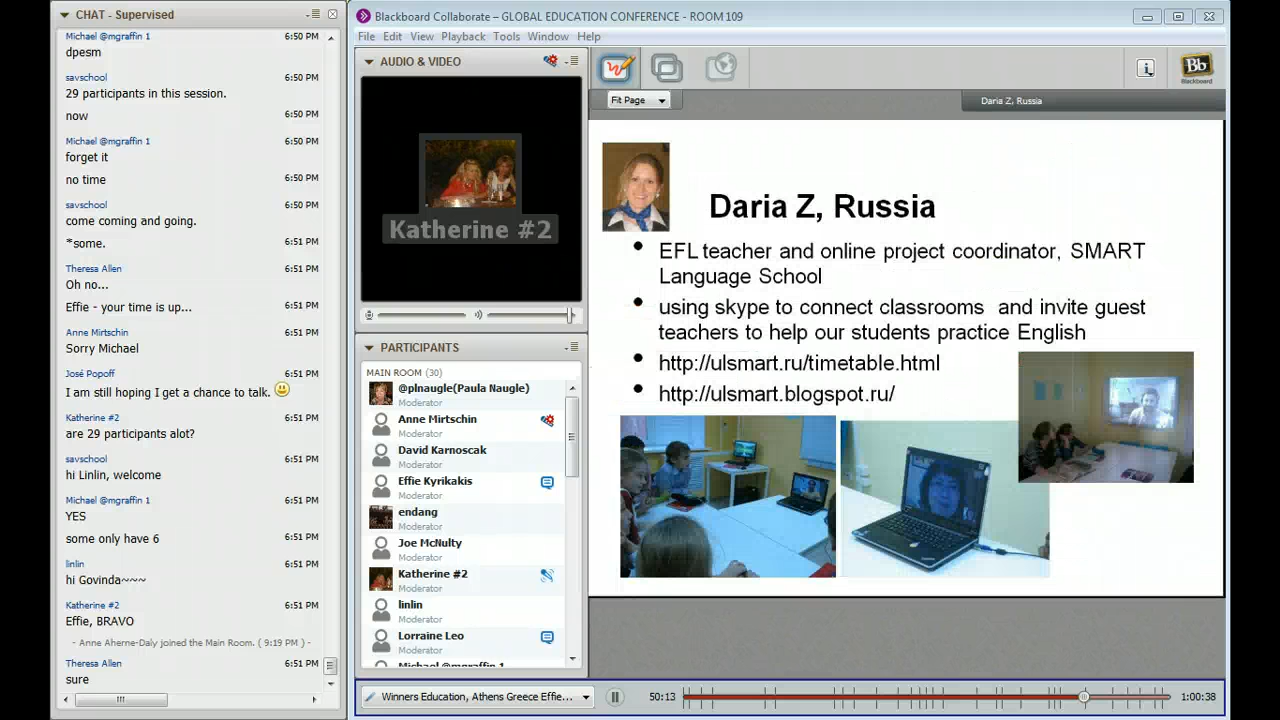 CHAT - Supervised
Michael @mgraffin 1 6:50 PM
dpesm
savschool 6:50 PM
29 participants in this session.
now 6:50 PM
Michael @mgraffin 1 6:50 PM
forget it
no time 6:50 PM
savschool 6:50 PM
come coming and going.
*some. 6:51 PM
Theresa Allen 6:51 PM
Oh no...
Effie - your time is up... 6:51 PM
Anne Mirtschin 6:51 PM
Sorry Michael
José Popoff 6:51 PM
I am still hoping I get a chance to talk.
Katherine #2 6:51 PM
are 29 participants alot?
savschool 6:51 PM
hi Linlin, welcome
Michael @mgraffin 1 6:51 PM
YES
some only have 6 6:51 PM
linlin 6:51 PM
hi Govinda~~~
Katherine #2 6:51 PM
Effie, BRAVO
- Anne Aherne-Daly joined the Main Room. ( 9:19 PM ) -
Theresa Allen 6:51 PM
sure
Blackboard Collaborate – GLOBAL EDUCATION CONFERENCE - ROOM 109
File Edit View Playback Tools Window Help
AUDIO & VIDEO
Katherine #2
PARTICIPANTS
MAIN ROOM (30)
@plnaugle(Paula Naugle)
Moderator
Anne Mirtschin
Moderator
David Karnoscak
Moderator
Effie Kyrikakis
Moderator
endang
Moderator
Joe McNulty
Moderator
Katherine #2
Moderator
linlin
Moderator
Lorraine Leo
Moderator
Michael @mgraffin 1
Bb
Blackboard
Fit Page
Daria Z, Russia
Daria Z, Russia
• EFL teacher and online project coordinator, SMART
Language School
• using skype to connect classrooms and invite guest
teachers to help our students practice English
• http://ulsmart.ru/timetable.html
• http://ulsmart.blogspot.ru/
Winners Education, Athens Greece Effie... 50:13 1:00:38